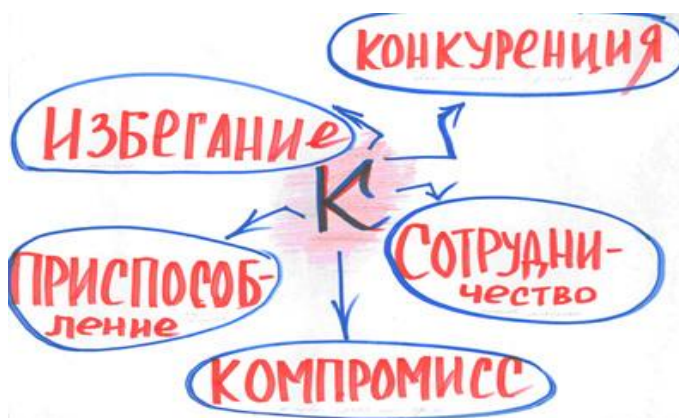 КОНКУРЕНЦИЯ
ИЗБЕГАНИе
К
СОТРУДНИ-
чество
ПРИСПОСОБ-
ление
КОМПРОМИСС